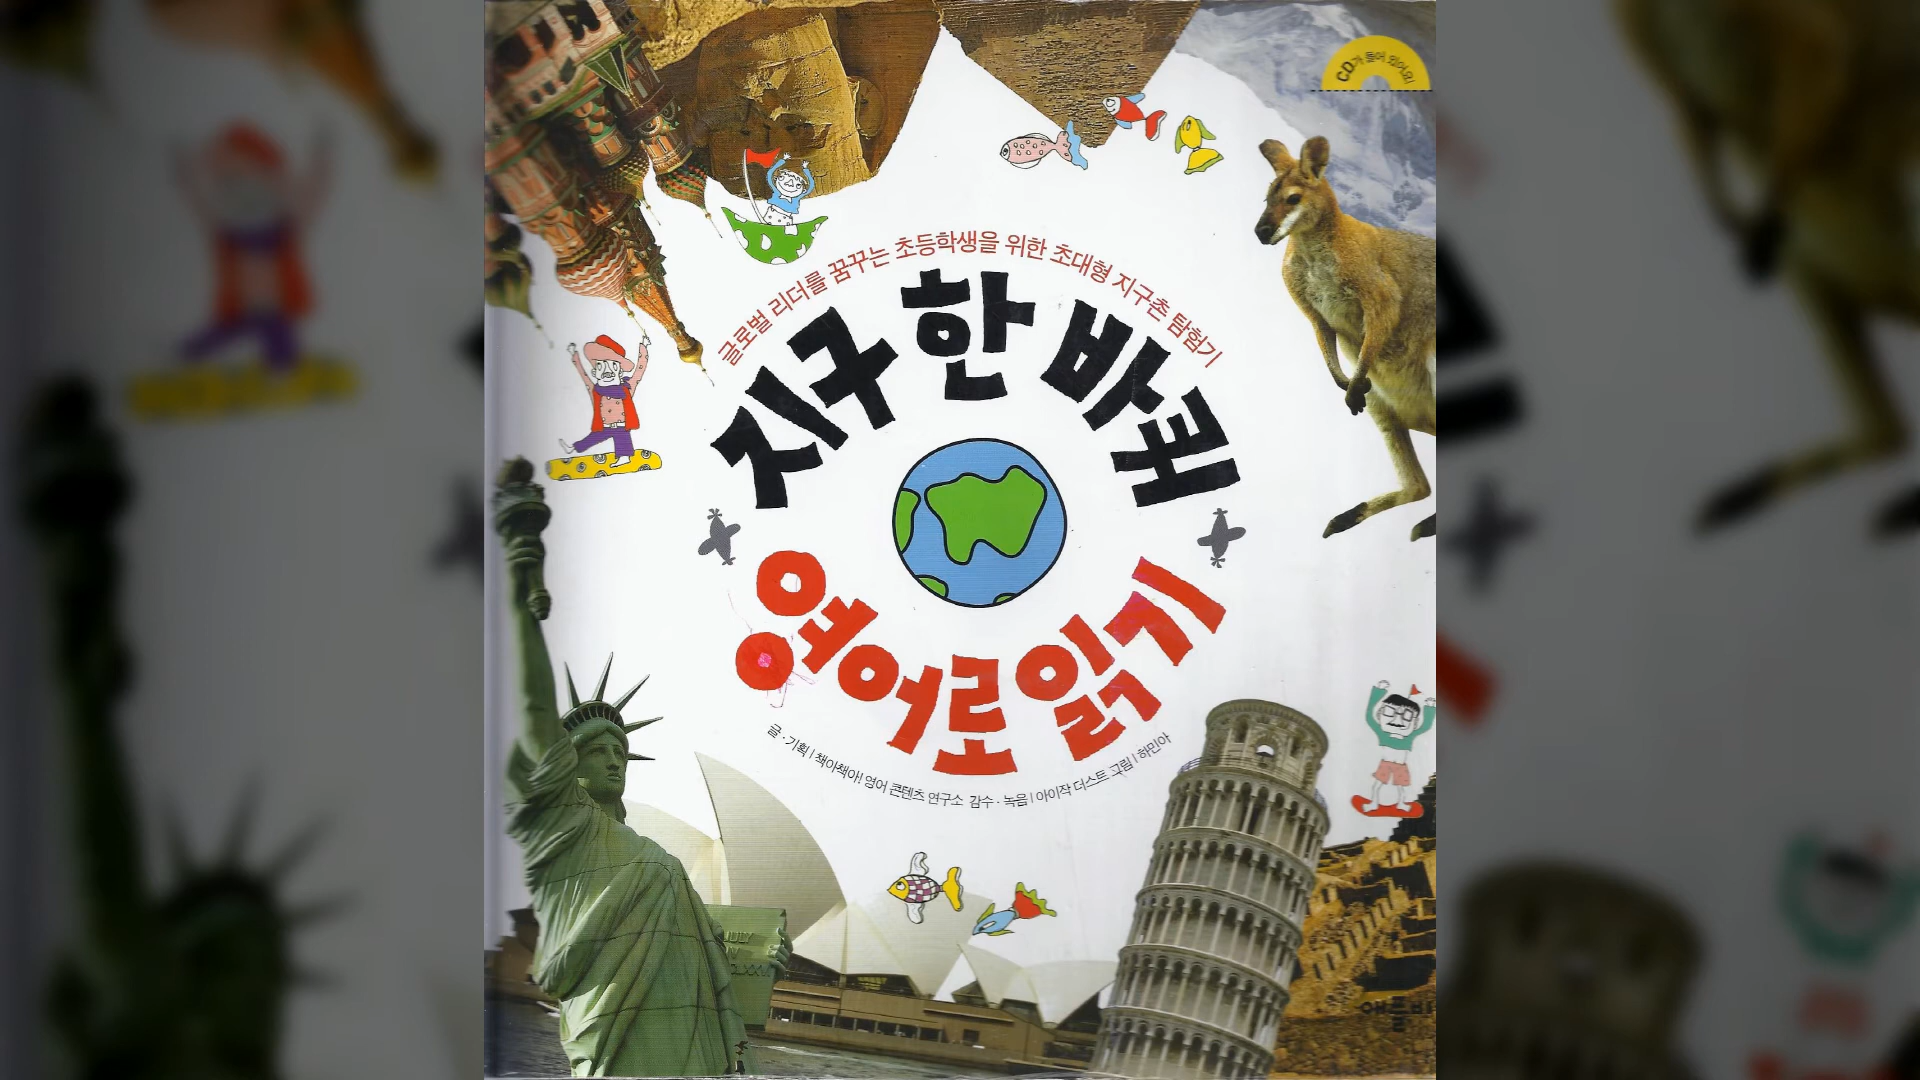 CD가 들어 있어요!
글로벌 리더를 꿈꾸는 초등학생을 위한 초대형 지구촌 탐험기
지구 한 바퀴
영어로 읽기
글·기획 | 책아책아! 영어 콘텐츠 연구소 감수·녹음 | 아이작 더스트 그림 | 허민아